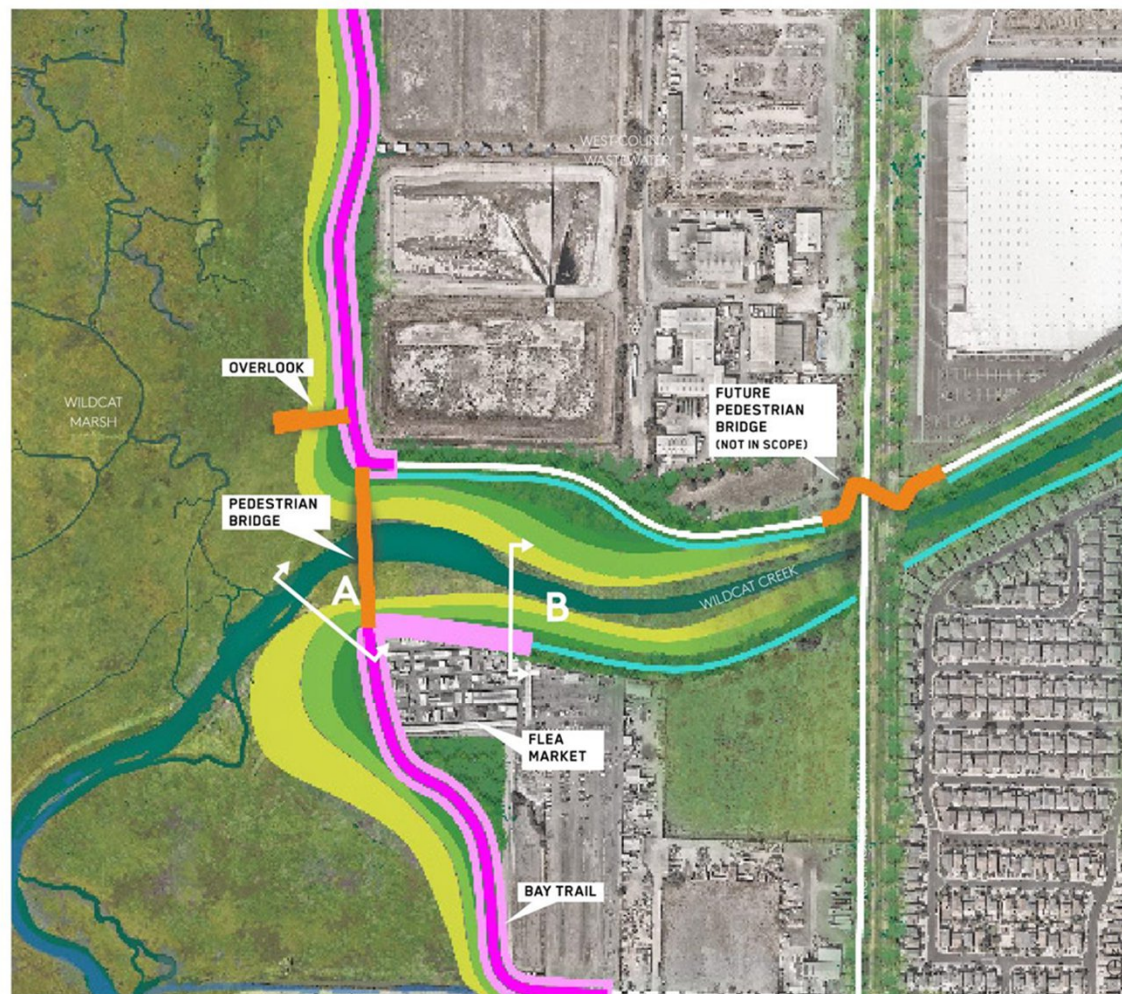 WEST COUNTY
WASTEWATER
OVERLOOK
WILDCAT
MARSH
FUTURE
PEDESTRIAN
BRIDGE
(NOT IN SCOPE)
PEDESTRIAN
BRIDGE
A
B
WILDCAT CREEK
FLEA
MARKET
BAY TRAIL